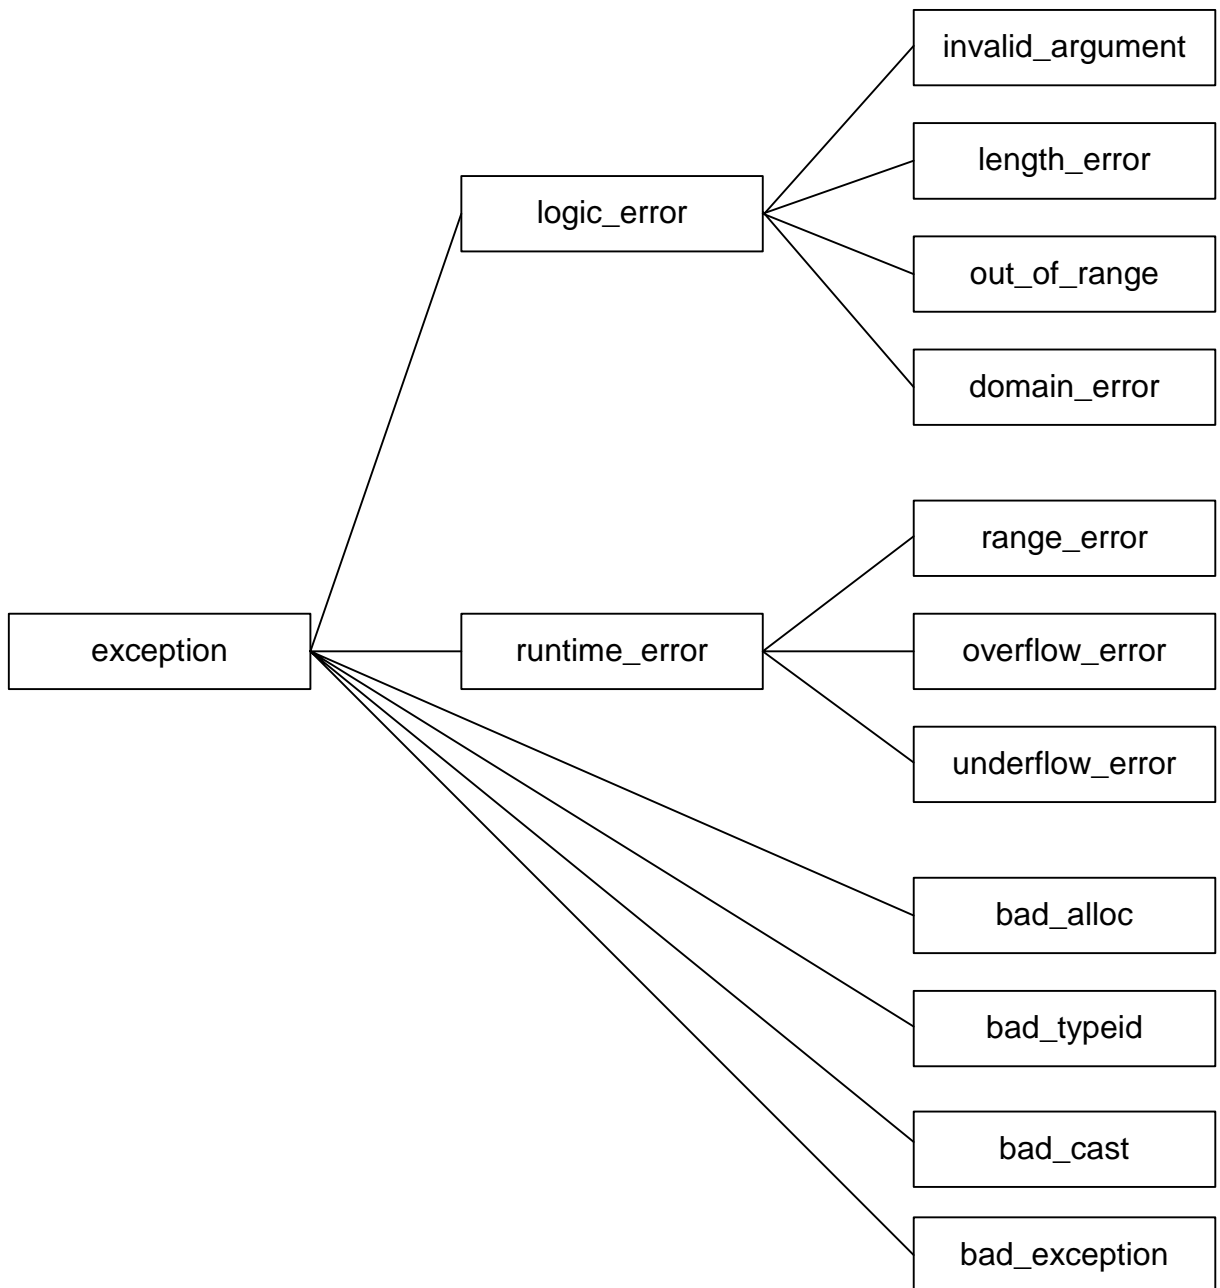 invalid_argument
length_error
logic_error
out_of_range
domain_error
range_error
exception
runtime_error
overflow_error
underflow_error
bad_alloc
bad_typeid
bad_cast
bad_exception